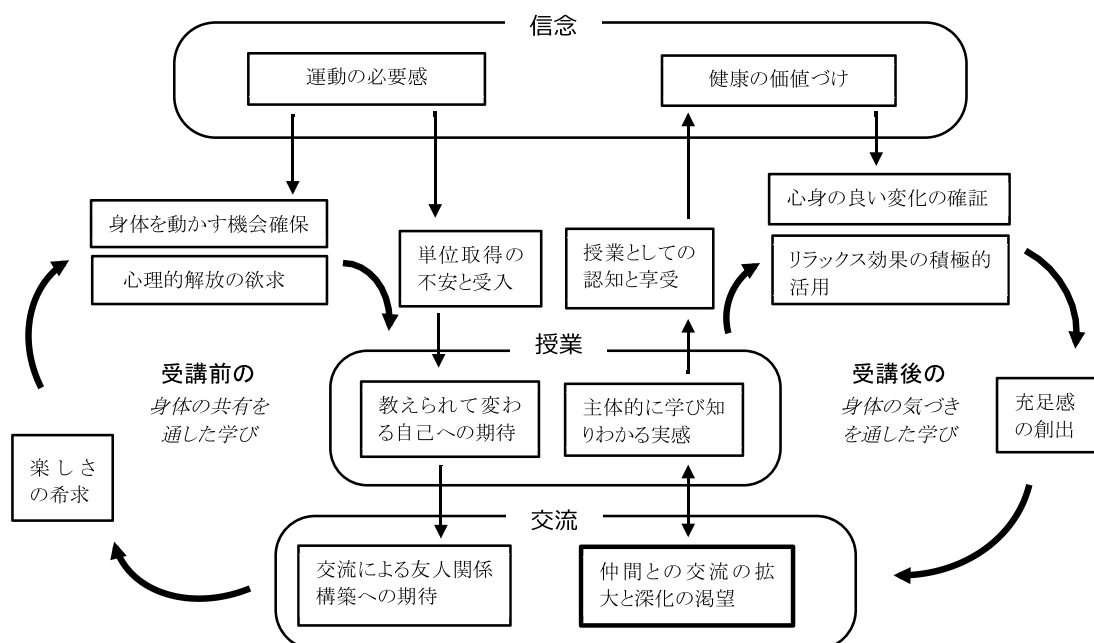 信念
運動の必要感
健康の価値づけ
身体を動かす機会確保
心理的解放の欲求
単位取得の
不安と受入
授業としての
認知と享受
心身の良い変化の確証
リラックス効果の積極的
活用
授業
受講前の
身体の共有を
通した学び
教えられて変わ
る自己への期待
主体的に学び知
りわかる実感
受講後の
身体の気づき
を通した学び
充足感
の創出
楽しさ
の希求
交流
交流による友人関係
構築への期待
仲間との交流の拡
大と深化の渇望